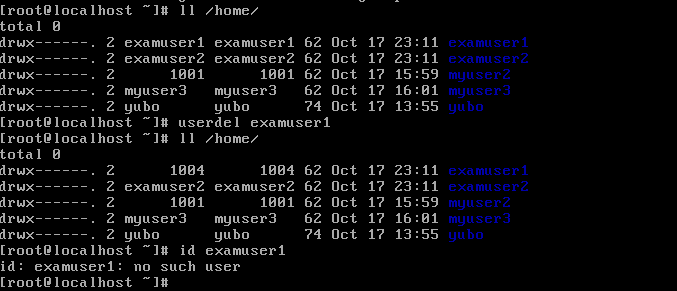 [root@localhost ~]# ll /home/
total 0
drwx------. 2 examuser1 examuser1 62 Oct 17 23:11 examuser1
drwx------. 2 examuser2 examuser2 62 Oct 17 23:11 examuser2
drwx------. 2      1001      1001 62 Oct 17 15:59 myuser2
drwx------. 2 myuser3   myuser3   62 Oct 17 16:01 myuser3
drwx------. 2 yubo      yubo      74 Oct 17 13:55 yubo
[root@localhost ~]# userdel examuser1
[root@localhost ~]# ll /home/
total 0
drwx------. 2      1004      1004 62 Oct 17 23:11 examuser1
drwx------. 2 examuser2 examuser2 62 Oct 17 23:11 examuser2
drwx------. 2      1001      1001 62 Oct 17 15:59 myuser2
drwx------. 2 myuser3   myuser3   62 Oct 17 16:01 myuser3
drwx------. 2 yubo      yubo      74 Oct 17 13:55 yubo
[root@localhost ~]# id examuser1
id: examuser1: no such user
[root@localhost ~]#